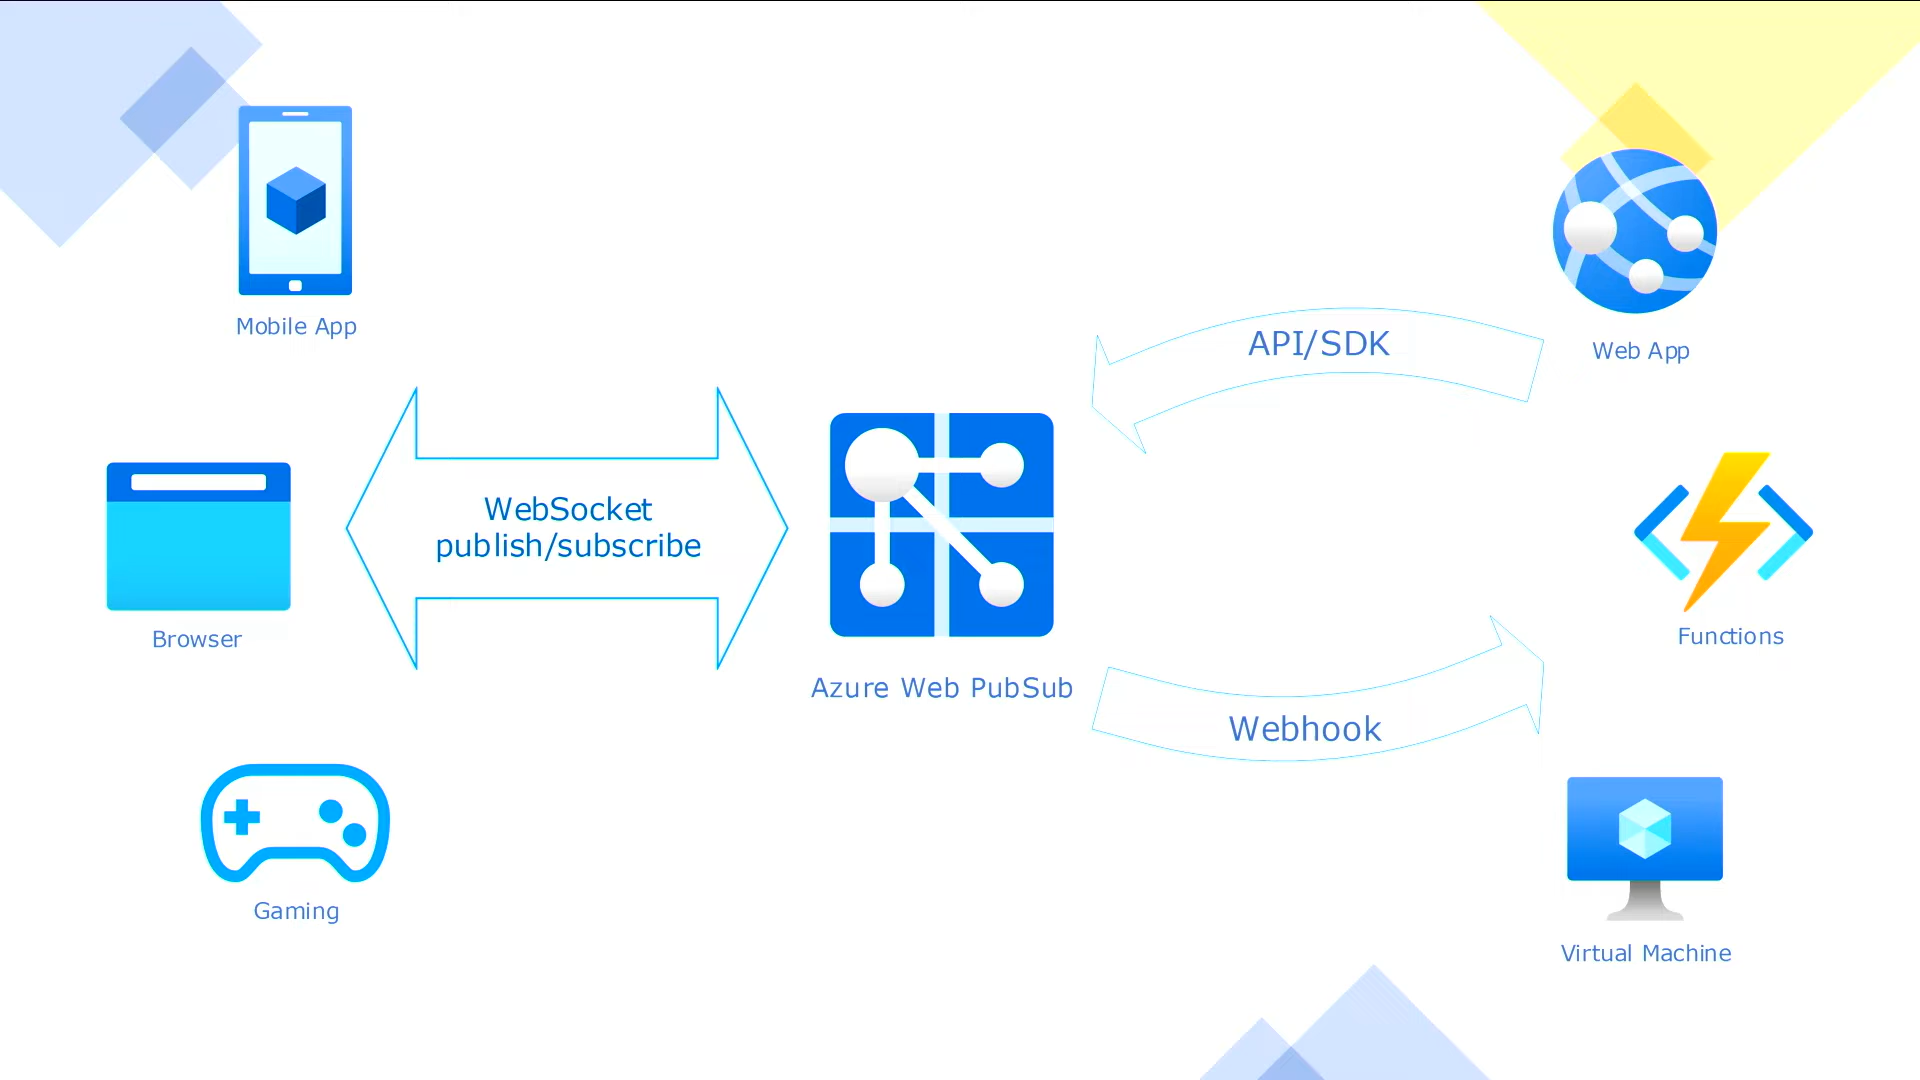 Mobile App
Browser
Gaming
WebSocket
publish/subscribe
Azure Web PubSub
API/SDK
Webhook
Web App
Functions
Virtual Machine